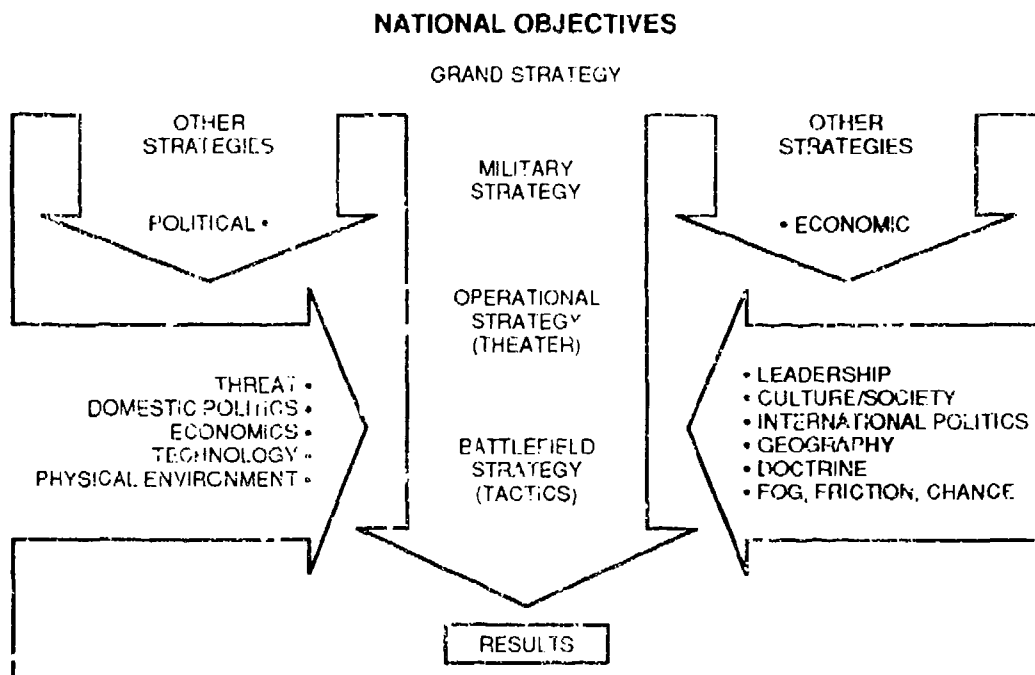 NATIONAL OBJECTIVES
GRAND STRATEGY
OTHER
STRATEGIES
POLITICAL •
MILITARY
STRATEGY
OTHER
STRATEGIES
• ECONOMIC
OPERATIONAL
STRATEGY
(THEATER)
THREAT •
DOMESTIC POLITICS •
ECONOMICS •
TECHNOLOGY •
PHYSICAL ENVIRONMENT •
BATTLEFIELD
STRATEGY
(TACTICS)
• LEADERSHIP
• CULTURE/SOCIETY
• INTERNATIONAL POLITICS
• GEOGRAPHY
• DOCTRINE
• FOG, FRICTION, CHANCE
RESULTS